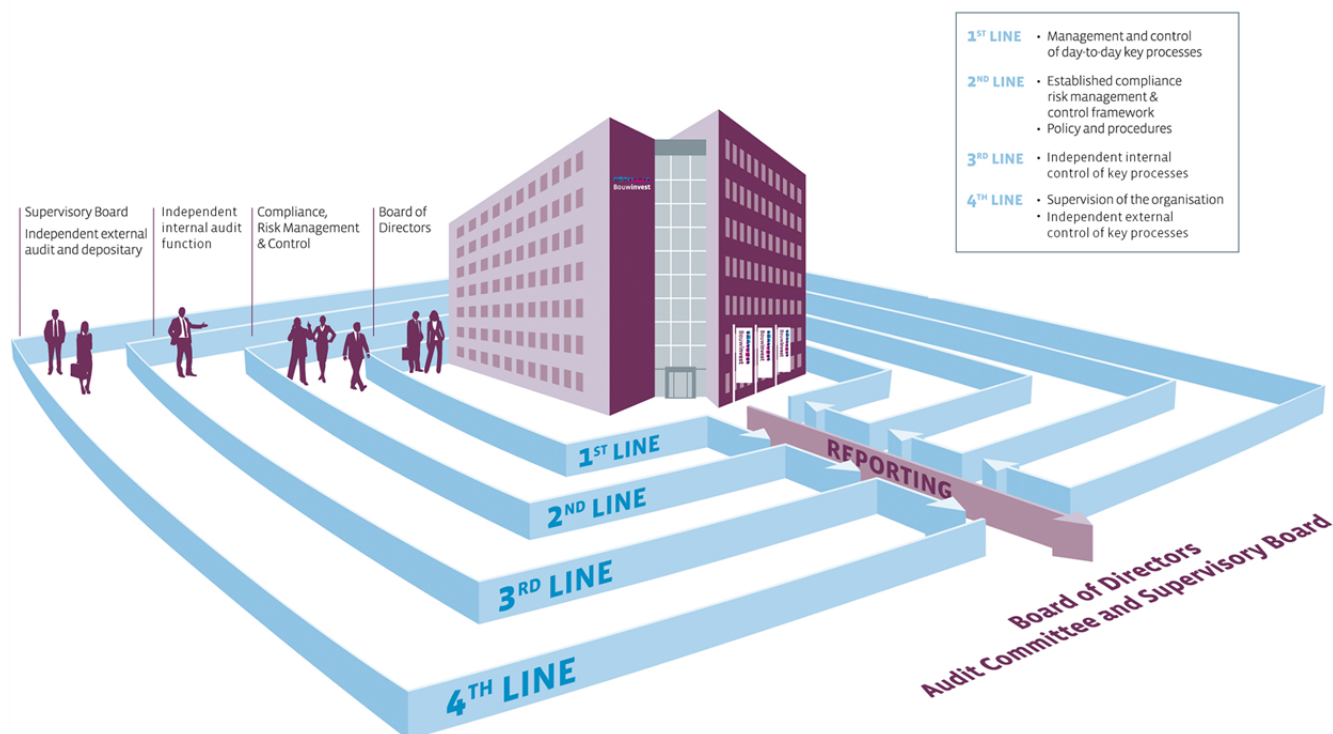 1ST LINE • Management and control
of day-to-day key processes
2ND LINE • Established compliance
risk management &
control framework
• Policy and procedures
3RD LINE • Independent internal
control of key processes
4TH LINE • Supervision of the organisation
• Independent external
control of key processes
Supervisory Board
Independent external
audit and depositary
Independent
internal audit
function
Compliance,
Risk Management
& Control
Board of
Directors
Bouwinvest
Bouwinvest
Bouwinvest
Bouwinvest
1ST LINE
2ND LINE
3RD LINE
4TH LINE
REPORTING
Board of Directors
Audit Committee and Supervisory Board